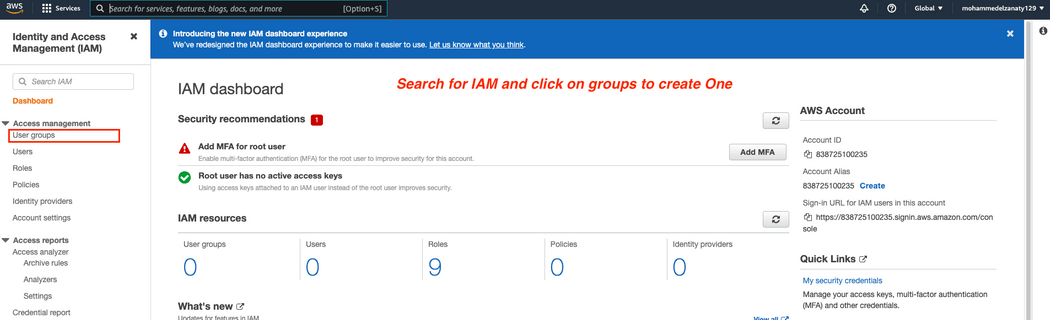 aws
Services
Search for services, features, blogs, docs, and more
[Option+S]
Global
mohammedelzanaty129
Identity and Access
Management (IAM)
Search IAM
Dashboard
Access management
User groups
Users
Roles
Policies
Identity providers
Account settings
Access reports
Access analyzer
Archive rules
Analyzers
Settings
Credential report
Introducing the new IAM dashboard experience
We've redesigned the IAM dashboard experience to make it easier to use. Let us know what you think.
IAM dashboard
Search for IAM and click on groups to create One
Security recommendations 1
Add MFA for root user
Enable multi-factor authentication (MFA) for the root user to improve security for this account.
Add MFA
Root user has no active access keys
Using access keys attached to an IAM user instead of the root user improves security.
IAM resources
User groups Users Roles Policies Identity providers
0 0 9 0 0
What's new
Updates for features in IAM
View all
AWS Account
Account ID
838725100235
Account Alias
838725100235 Create
Sign-in URL for IAM users in this account
https://838725100235.signin.aws.amazon.com/con
sole
Quick Links
My security credentials
Manage your access keys, multi-factor authentication
(MFA) and other credentials.